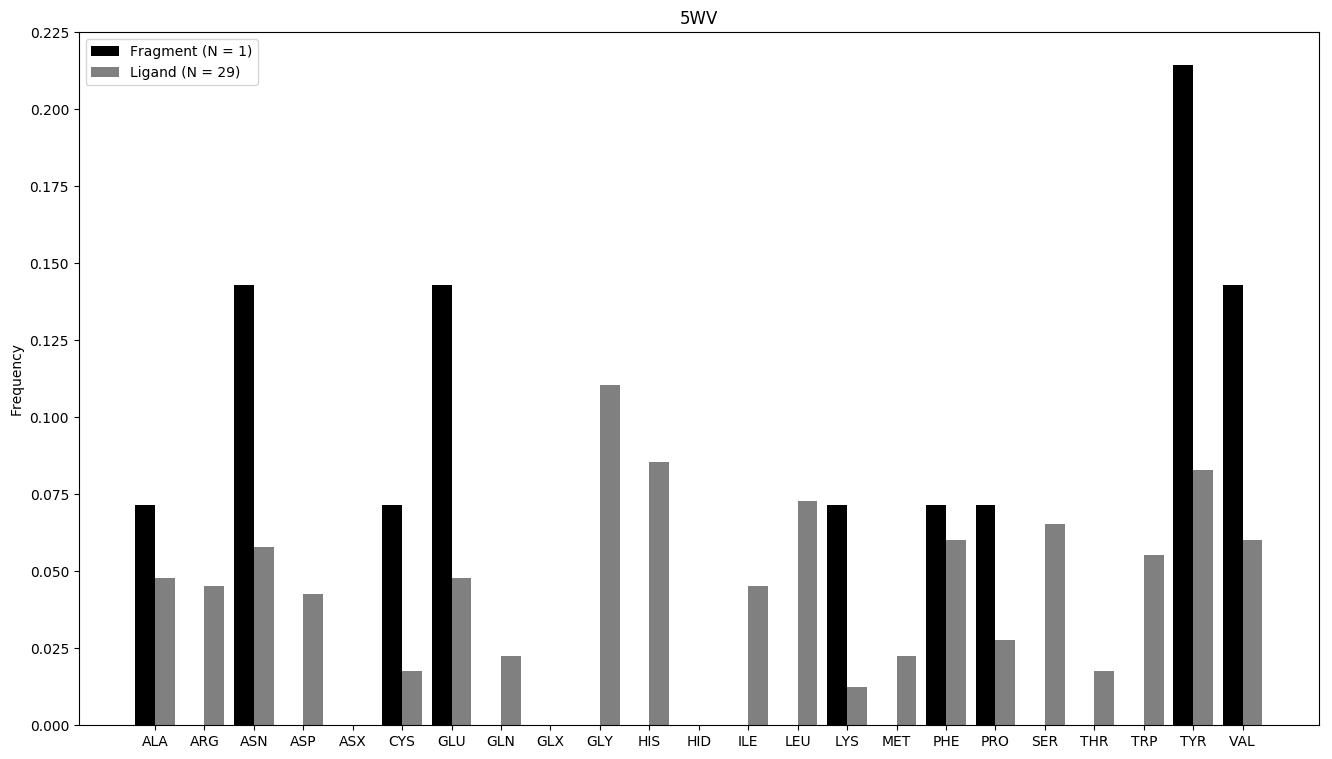 5WV
Fragment (N = 1)
Ligand (N = 29)
Frequency
0.225
0.200
0.175
0.150
0.125
0.100
0.075
0.050
0.025
0.000
ALA ARG ASN ASP ASX CYS GLU GLN GLX GLY HIS HID ILE LEU LYS MET PHE PRO SER THR TRP TYR VAL